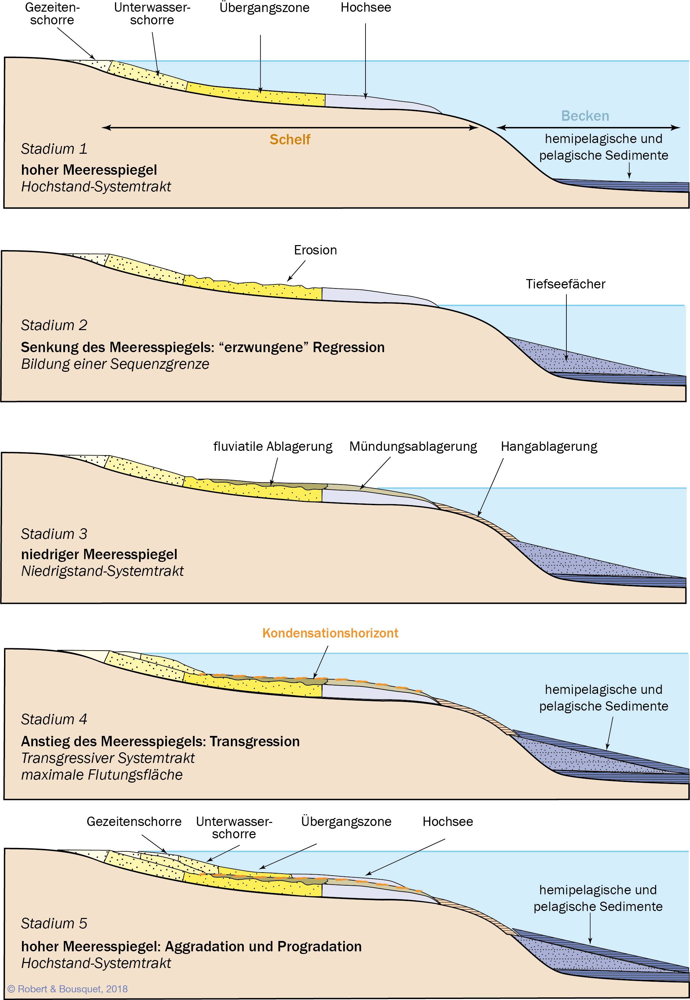 Gezeiten-
schorre
Unterwasser-
schorre
Übergangszone
Hochsee
Becken
Schelf
hemipelagische und
pelagische Sedimente
Stadium 1
hoher Meeresspiegel
Hochstand-Systemtrakt
Erosion
Tiefseefächer
Stadium 2
Senkung des Meeresspiegels: “erzwungene” Regression
Bildung einer Sequenzgrenze
fluviatile Ablagerung
Mündungsablagerung
Hangablagerung
Stadium 3
niedriger Meeresspiegel
Niedrigstand-Systemtrakt
Kondensationshorizont
hemipelagische und
pelagische Sedimente
Stadium 4
Anstieg des Meeresspiegels: Transgression
Transgressiver Systemtrakt
maximale Flutungsfläche
Gezeitenschorre
Unterwasser-
schorre
Übergangszone
Hochsee
hemipelagische und
pelagische Sedimente
Stadium 5
hoher Meeresspiegel: Aggradation und Progradation
Hochstand-Systemtrakt
© Robert & Bousquet, 2018